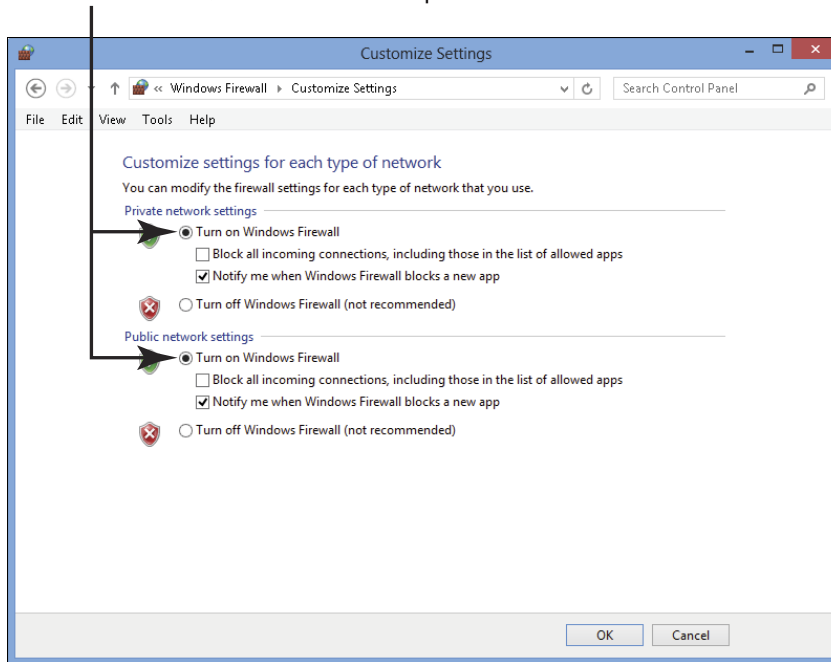 Customize Settings
« Windows Firewall ▸ Customize Settings
Search Control Panel
File Edit View Tools Help
Customize settings for each type of network
You can modify the firewall settings for each type of network that you use.
Private network settings
Turn on Windows Firewall
Block all incoming connections, including those in the list of allowed apps
Notify me when Windows Firewall blocks a new app
Turn off Windows Firewall (not recommended)
Public network settings
Turn on Windows Firewall
Block all incoming connections, including those in the list of allowed apps
Notify me when Windows Firewall blocks a new app
Turn off Windows Firewall (not recommended)
OK Cancel